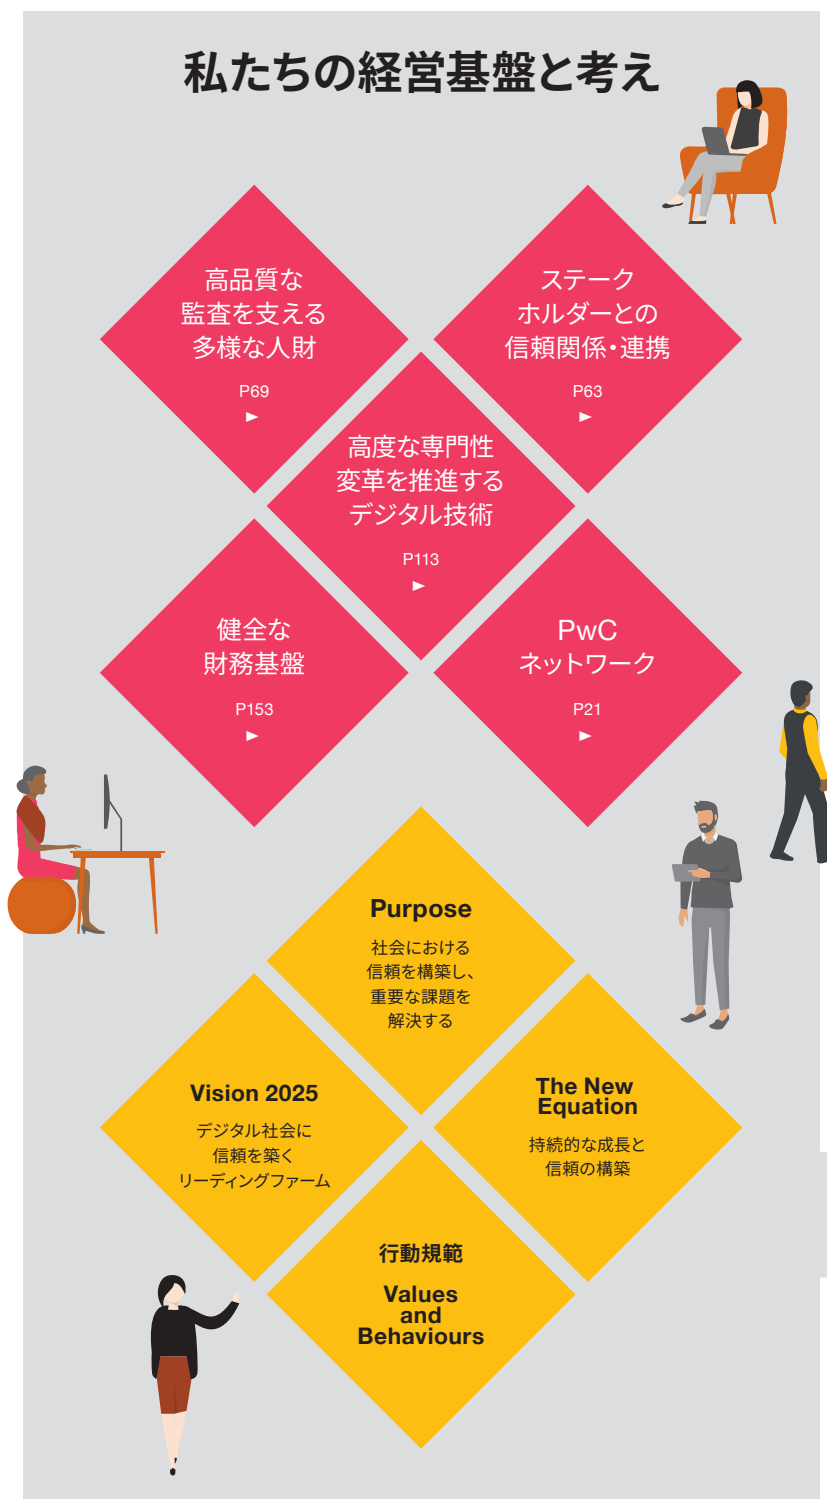 私たちの経営基盤と考え
高品質な
監査を支える
多様な人財
P69
ステーク
ホルダーとの
信頼関係・連携
P63
高度な専門性
変革を推進する
デジタル技術
P113
健全な
財務基盤
P153
PwC
ネットワーク
P21
Purpose
社会における
信頼を構築し、
重要な課題を
解決する
Vision 2025
デジタル社会に
信頼を築く
リーディングファーム
The New
Equation
持続的な成長と
信頼の構築
行動規範
Values
and
Behaviours